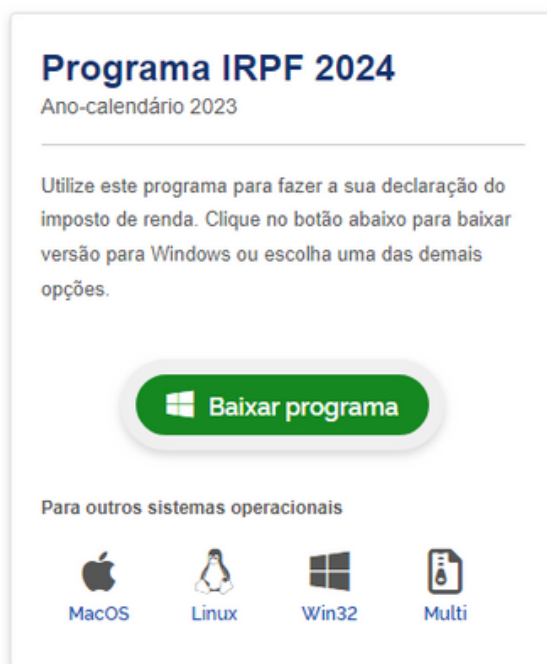 Programa IRPF 2024
Ano-calendário 2023
Utilize este programa para fazer a sua declaração do
imposto de renda. Clique no botão abaixo para baixar
versão para Windows ou escolha uma das demais
opções.
Baixar programa
Para outros sistemas operacionais
MacOS Linux Win32 Multi